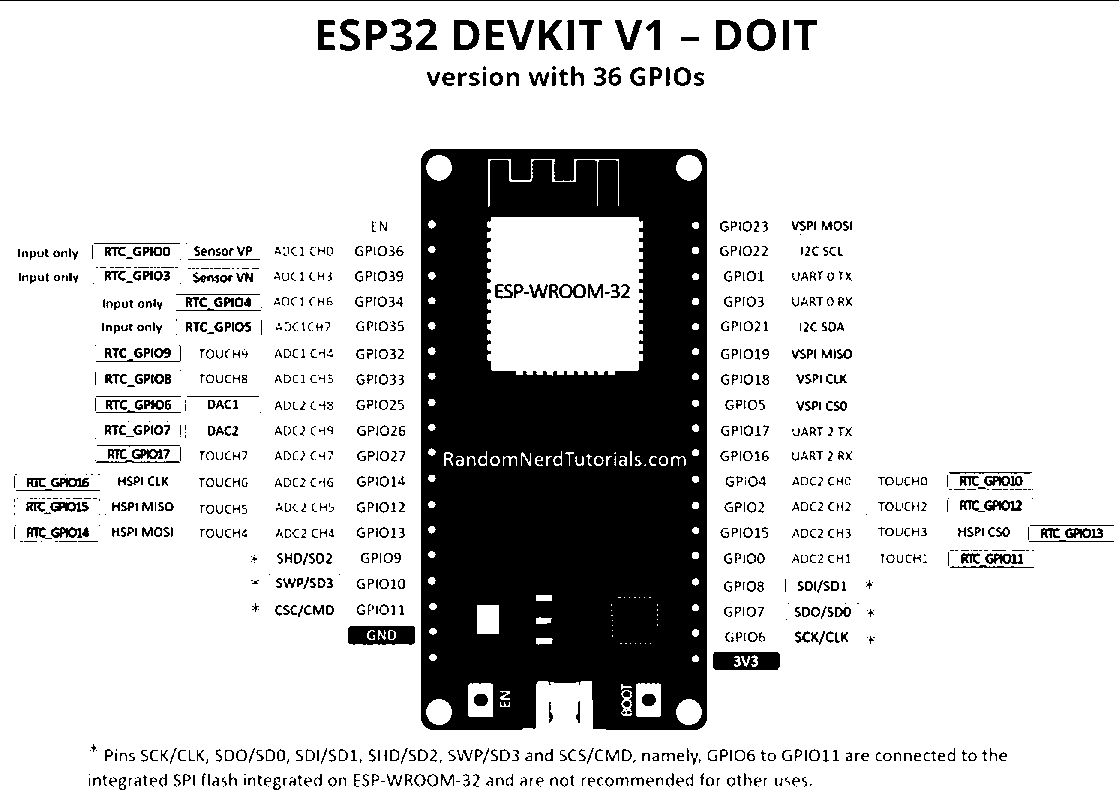 ESP32 DEVKIT V1 – DOIT
version with 36 GPIOs
EN GPIO23 VSPI MOSI
Input only RTC_GPIO0 Sensor VP ADC1 CH0 GPIO36 GPIO22 I2C SCL
Input only RTC_GPIO3 Sensor VN ADC1 CH3 GPIO39 GPIO1 UART 0 TX
Input only RTC_GPIO4 ADC1 CH6 GPIO34 ESP-WROOM-32 GPIO3 UART 0 RX
Input only RTC_GPIO5 ADC1CH7 GPIO35 GPIO21 I2C SDA
RTC_GPIO9 TOUCH9 ADC1 CH4 GPIO32 GPIO19 VSPI MISO
RTC_GPIO8 TOUCH8 ADC1 CH5 GPIO33 GPIO18 VSPI CLK
RTC_GPIO6 DAC1 ADC2 CH8 GPIO25 GPIO5 VSPI CS0
RTC_GPIO7 DAC2 ADC2 CH9 GPIO26 GPIO17 UART 2 TX
RTC_GPIO17 TOUCH7 ADC2 CH7 GPIO27 RandomNerdTutorials.com GPIO16 UART 2 RX
RTC_GPIO16 HSPI CLK TOUCH6 ADC2 CH6 GPIO14 GPIO4 ADC2 CH0 TOUCH0 RTC_GPIO10
RTC_GPIO15 HSPI MISO TOUCH5 ADC2 CH5 GPIO12 GPIO2 ADC2 CH2 TOUCH2 RTC_GPIO12
RTC_GPIO14 HSPI MOSI TOUCH4 ADC2 CH4 GPIO13 GPIO15 ADC2 CH3 TOUCH3 HSPI CS0 RTC_GPIO13
* SHD/SD2 GPIO9 GPIO0 ADC2 CH1 TOUCH1 RTC_GPIO11
* SWP/SD3 GPIO10 GPIO8 SDI/SD1 *
* CSC/CMD GPIO11 GPIO7 SDO/SD0 *
GND GPIO6 SCK/CLK *
3V3
EN BOOT
* Pins SCK/CLK, SDO/SD0, SDI/SD1, SHD/SD2, SWP/SD3 and SCS/CMD, namely, GPIO6 to GPIO11 are connected to the
integrated SPI flash integrated on ESP-WROOM-32 and are not recommended for other uses.